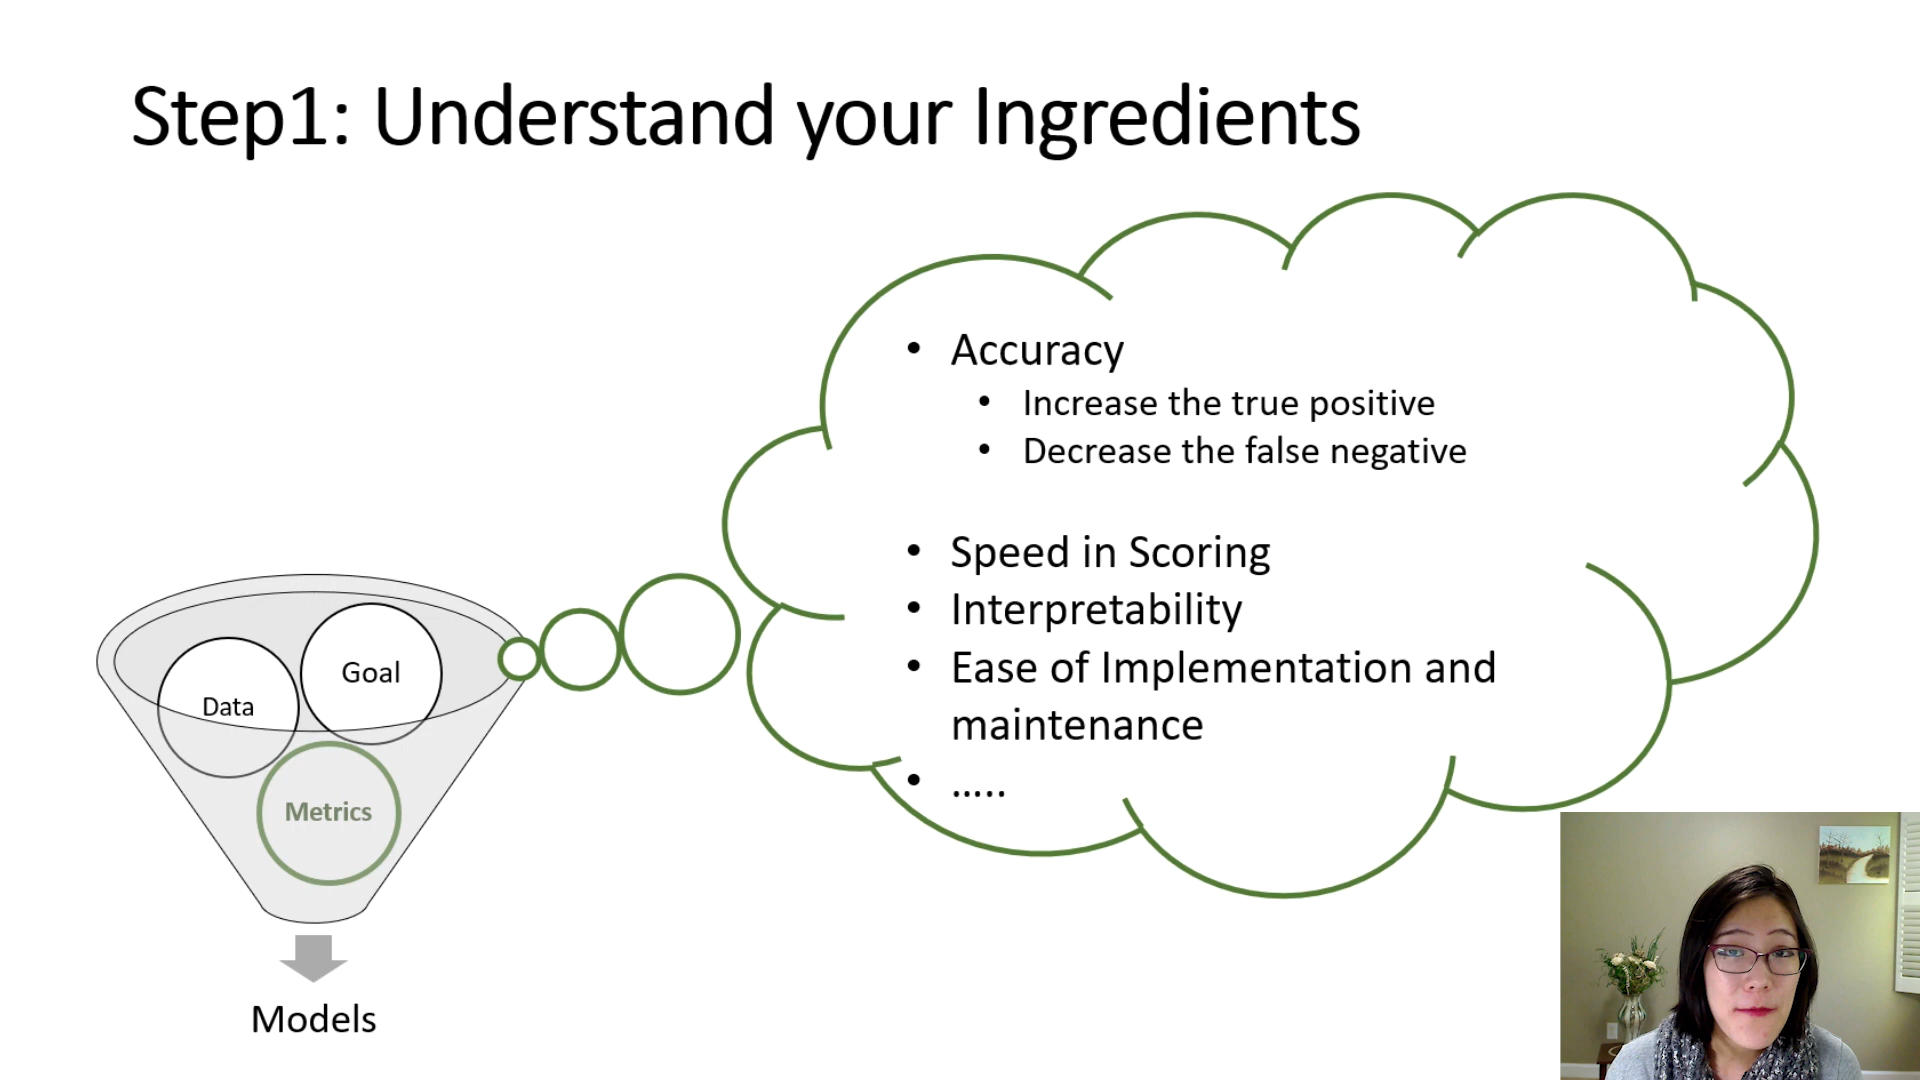 Step1: Understand your Ingredients
• Accuracy
• Increase the true positive
• Decrease the false negative
• Speed in Scoring
• Interpretability
• Ease of Implementation and
maintenance
• .....
Data
Goal
Metrics
Models